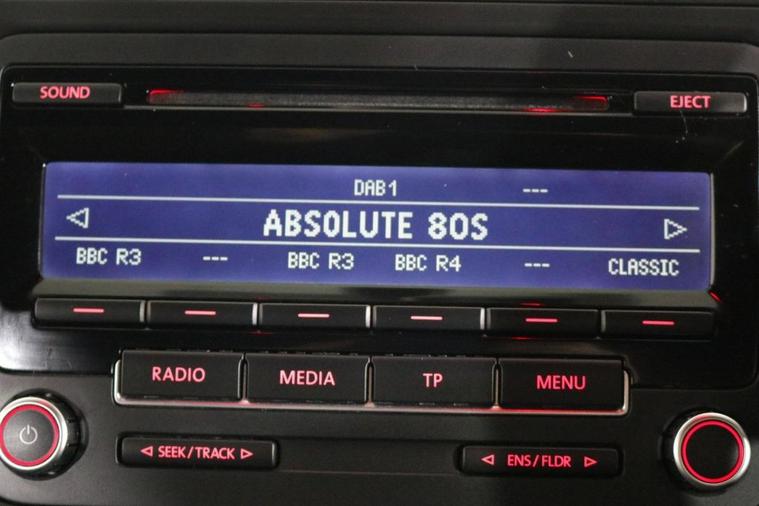 SOUND EJECT
DAB1 ---
ABSOLUTE 80S
BBC R3 --- BBC R3 BBC R4 --- CLASSIC
RADIO MEDIA TP MENU
SEEK/TRACK ENS/FLDR